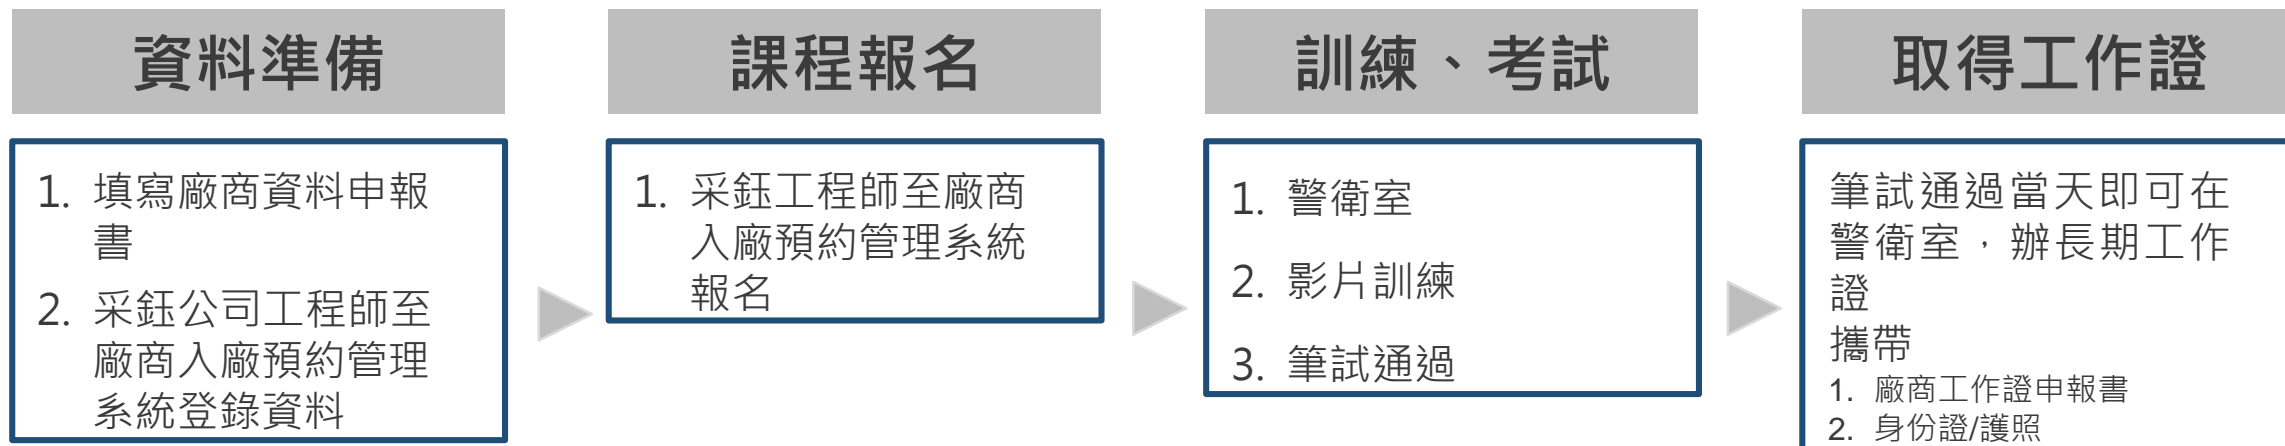 資料準備
1. 填寫廠商資料申報
書
2. 采鈺公司工程師至
廠商入廠預約管理
系統登錄資料
課程報名
1. 采鈺工程師至廠商
入廠預約管理系統
報名
訓練、考試
1. 警衛室
2. 影片訓練
3. 筆試通過
取得工作證
筆試通過當天即可在
警衛室，辦長期工作
證
攜帶
1. 廠商工作證申報書
2. 身份證/護照